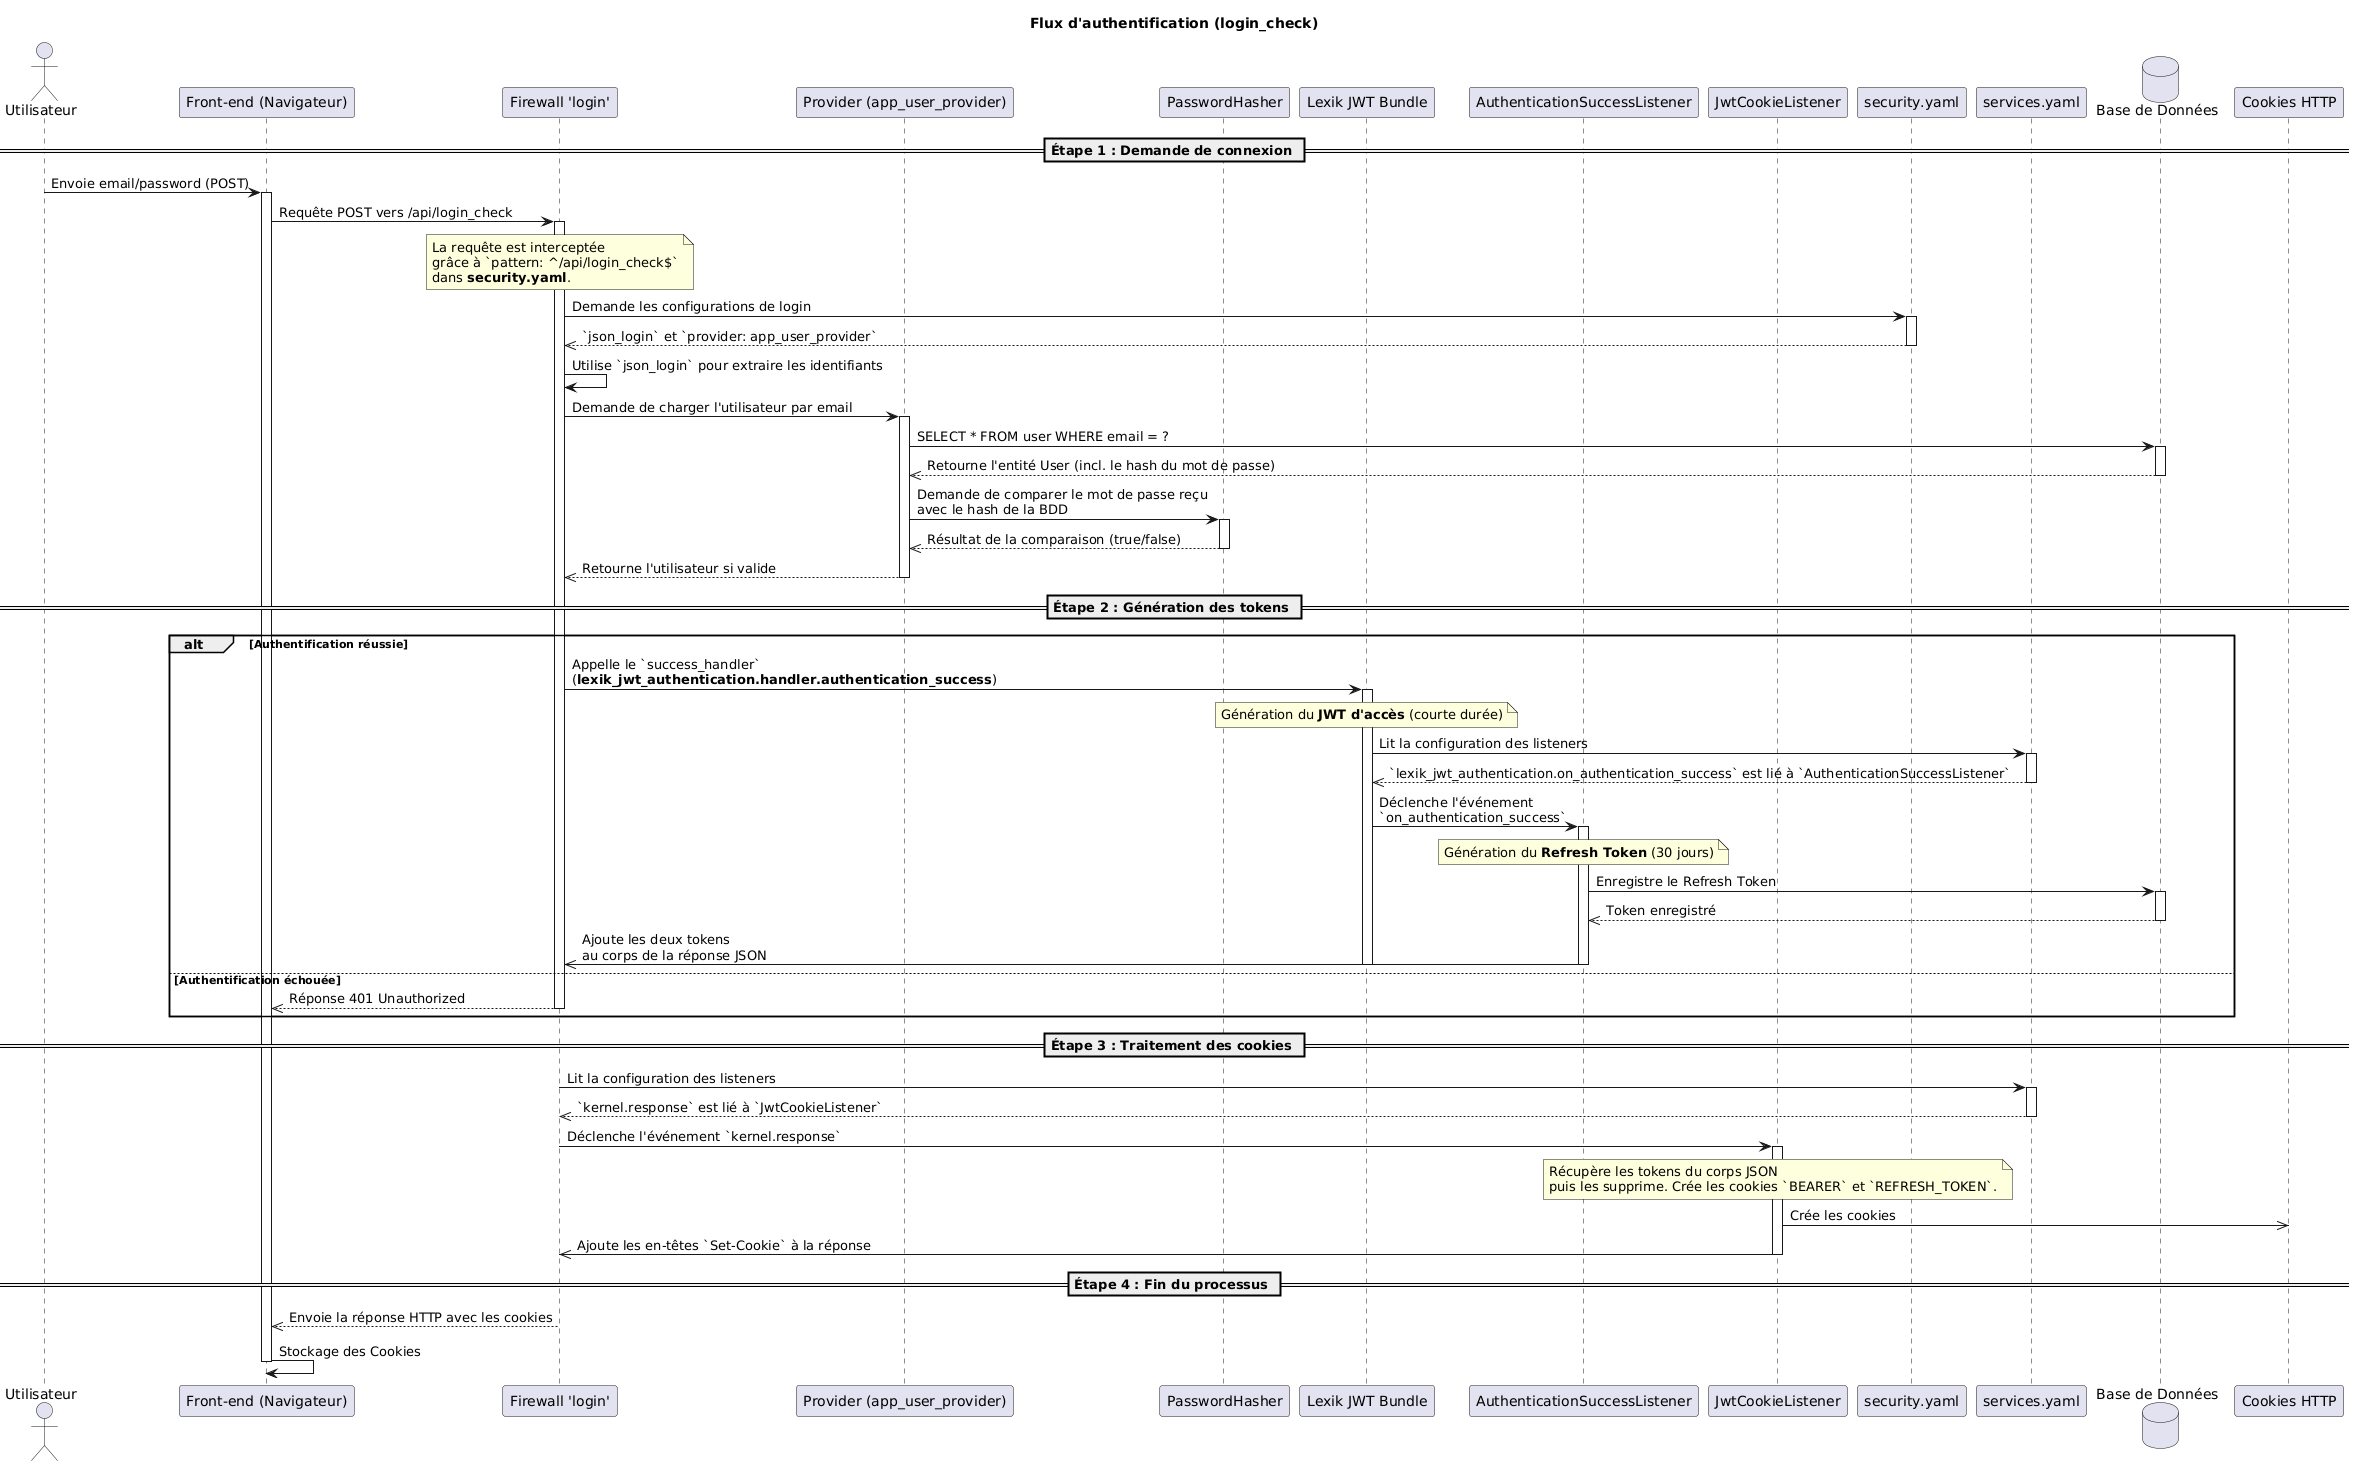 Flux d'authentification (login_check)
Utilisateur
Front-end (Navigateur)
Firewall 'login'
Provider (app_user_provider)
PasswordHasher
Lexik JWT Bundle
AuthenticationSuccessListener
JwtCookieListener
security.yaml
services.yaml
Base de Données
Cookies HTTP
Étape 1 : Demande de connexion
Envoie email/password (POST)
Requête POST vers /api/login_check
La requête est interceptée
grâce à `pattern: ^/api/login_check$`
dans security.yaml.
Demande les configurations de login
`json_login` et `provider: app_user_provider`
Utilise `json_login` pour extraire les identifiants
Demande de charger l'utilisateur par email
SELECT * FROM user WHERE email = ?
Retourne l'entité User (incl. le hash du mot de passe)
Demande de comparer le mot de passe reçu
avec le hash de la BDD
Résultat de la comparaison (true/false)
Retourne l'utilisateur si valide
Étape 2 : Génération des tokens
alt [Authentification réussie]
Appelle le `success_handler`
(lexik_jwt_authentication.handler.authentication_success)
Génération du JWT d'accès (courte durée)
Lit la configuration des listeners
`lexik_jwt_authentication.on_authentication_success` est lié à `AuthenticationSuccessListener`
Déclenche l'événement
`on_authentication_success`
Génération du Refresh Token (30 jours)
Enregistre le Refresh Token
Token enregistré
Ajoute les deux tokens
au corps de la réponse JSON
[Authentification échouée]
Réponse 401 Unauthorized
Étape 3 : Traitement des cookies
Lit la configuration des listeners
`kernel.response` est lié à `JwtCookieListener`
Déclenche l'événement `kernel.response`
Récupère les tokens du corps JSON
puis les supprime. Crée les cookies `BEARER` et `REFRESH_TOKEN`.
Crée les cookies
Ajoute les en-têtes `Set-Cookie` à la réponse
Étape 4 : Fin du processus
Envoie la réponse HTTP avec les cookies
Stockage des Cookies
Utilisateur
Front-end (Navigateur)
Firewall 'login'
Provider (app_user_provider)
PasswordHasher
Lexik JWT Bundle
AuthenticationSuccessListener
JwtCookieListener
security.yaml
services.yaml
Base de Données
Cookies HTTP